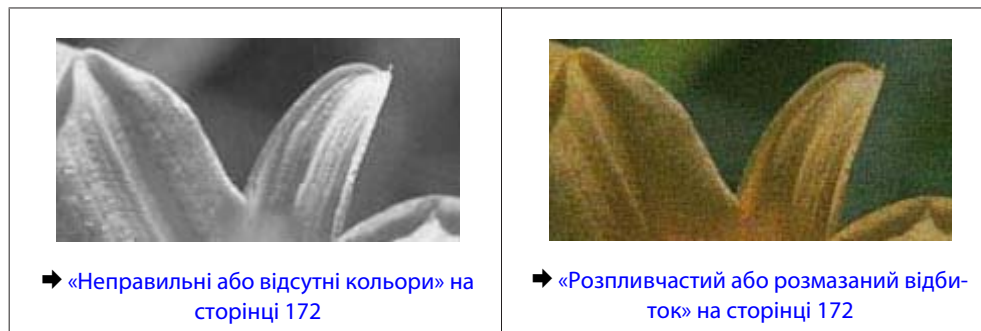 ➡ «Неправильні або відсутні кольори» на
сторінці 172
➡ «Розпливчастий або розмазаний відби-
ток» на сторінці 172